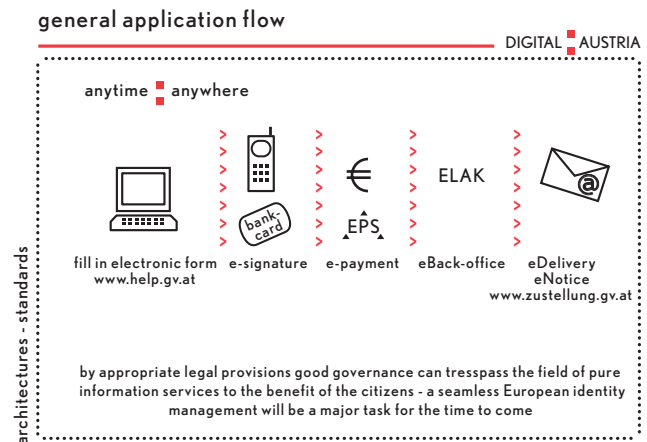 general application flow
DIGITAL AUSTRIA
anytime anywhere
bank-
card
€
EPS
ELAK
@
fill in electronic form
www.help.gv.at
e-signature
e-payment
eBack-office
eDelivery
eNotice
www.zustellung.gv.at
by appropriate legal provisions good governance can tresspass the field of pure
information services to the benefit of the citizens - a seamless European identity
management will be a major task for the time to come
architectures - standards